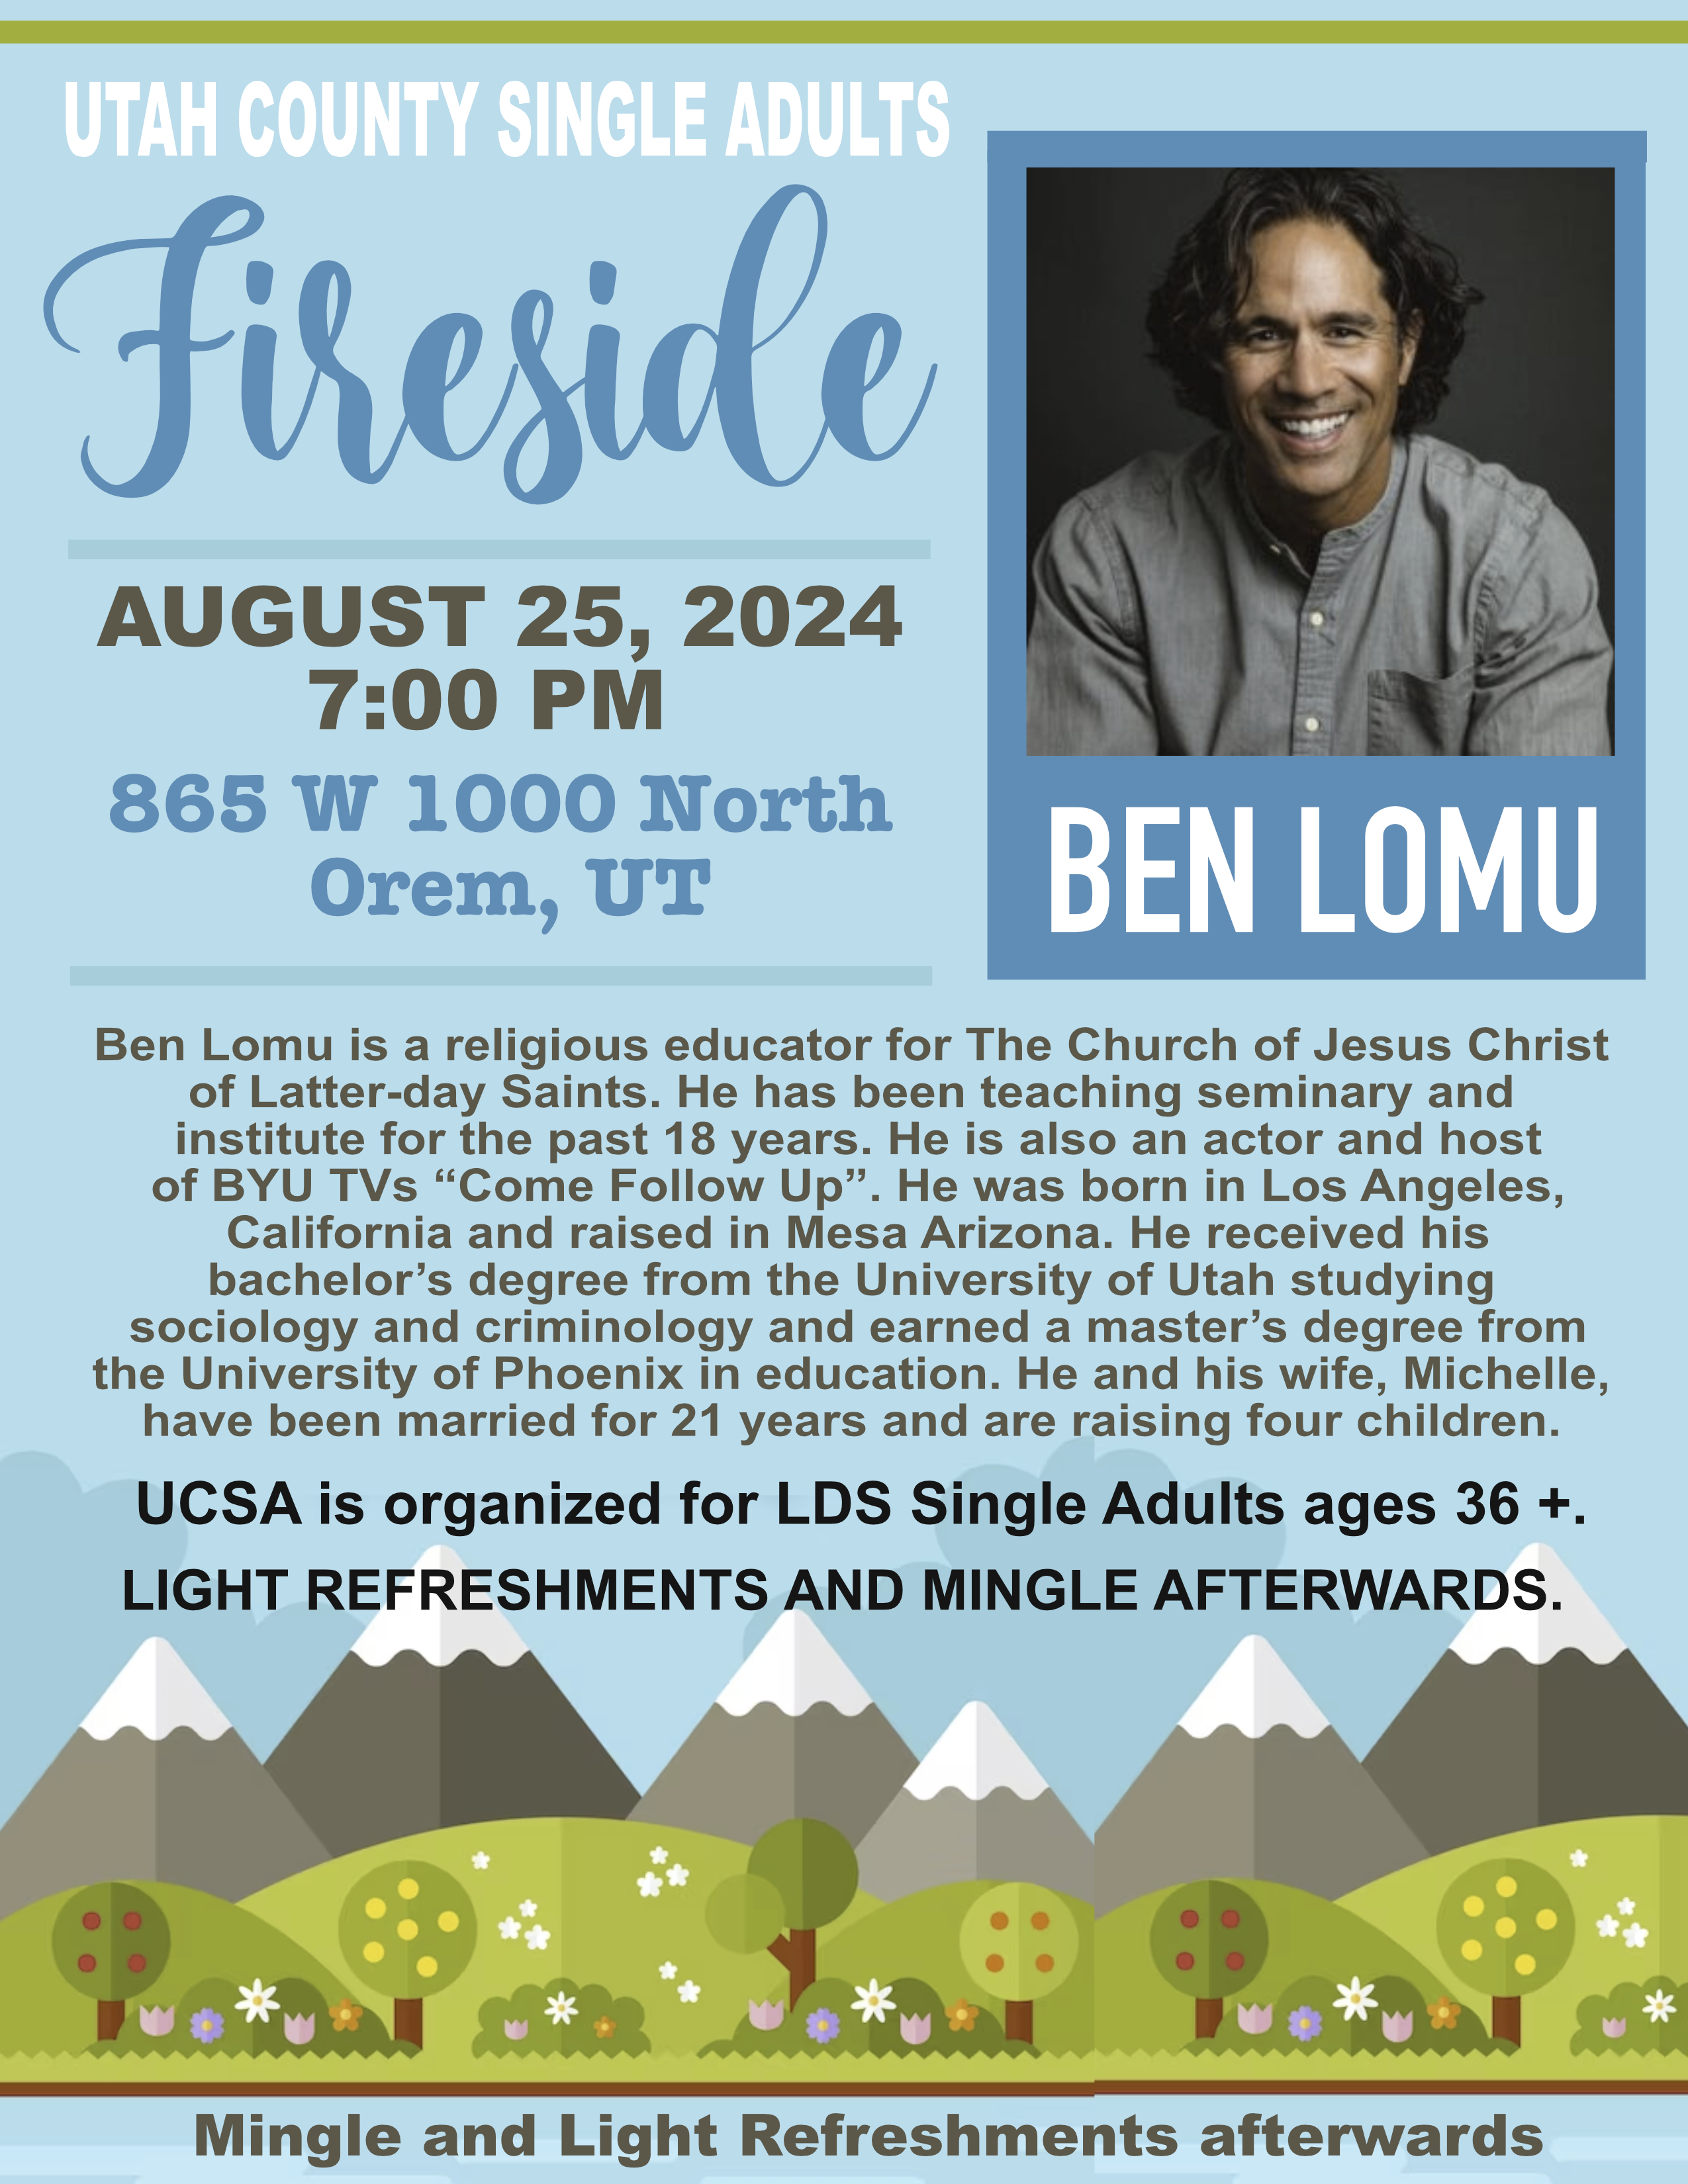 UTAH COUNTY SINGLE ADULTS
Fireside
AUGUST 25, 2024
7:00 PM
865 W 1000 North
Orem, UT
BEN LOMU
Ben Lomu is a religious educator for The Church of Jesus Christ
of Latter-day Saints. He has been teaching seminary and
institute for the past 18 years. He is also an actor and host
of BYU TVs “Come Follow Up”. He was born in Los Angeles,
California and raised in Mesa Arizona. He received his
bachelor’s degree from the University of Utah studying
sociology and criminology and earned a master’s degree from
the University of Phoenix in education. He and his wife, Michelle,
have been married for 21 years and are raising four children.
UCSA is organized for LDS Single Adults ages 36 +.
LIGHT REFRESHMENTS AND MINGLE AFTERWARDS.
Mingle and Light Refreshments afterwards